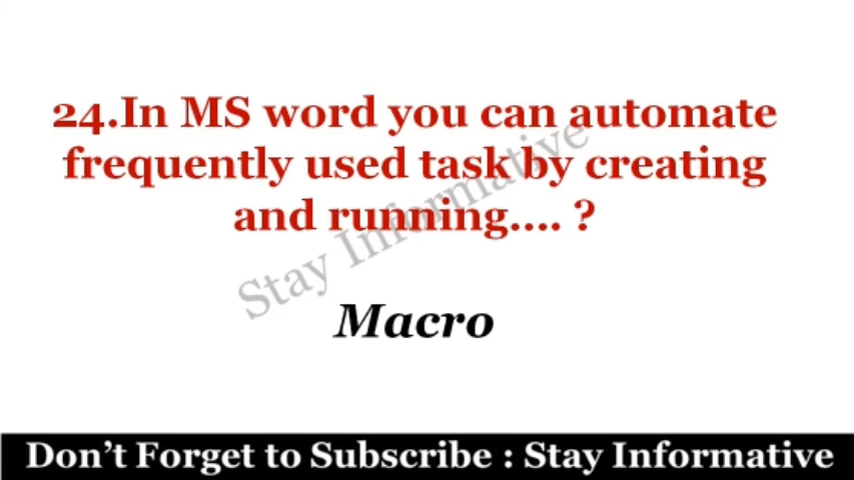 24.In MS word you can automate
frequently used task by creating
and running.... ?
Stay Informative
Macro
Don't Forget to Subscribe : Stay Informative